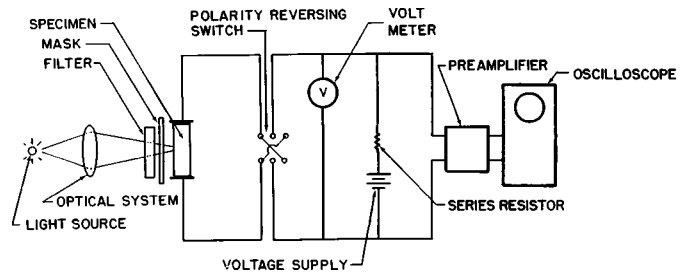 SPECIMEN
MASK
FILTER
POLARITY REVERSING
SWITCH
VOLT
METER
PREAMPLIFIER
OSCILLOSCOPE
V
OPTICAL SYSTEM
LIGHT SOURCE
SERIES RESISTOR
VOLTAGE SUPPLY